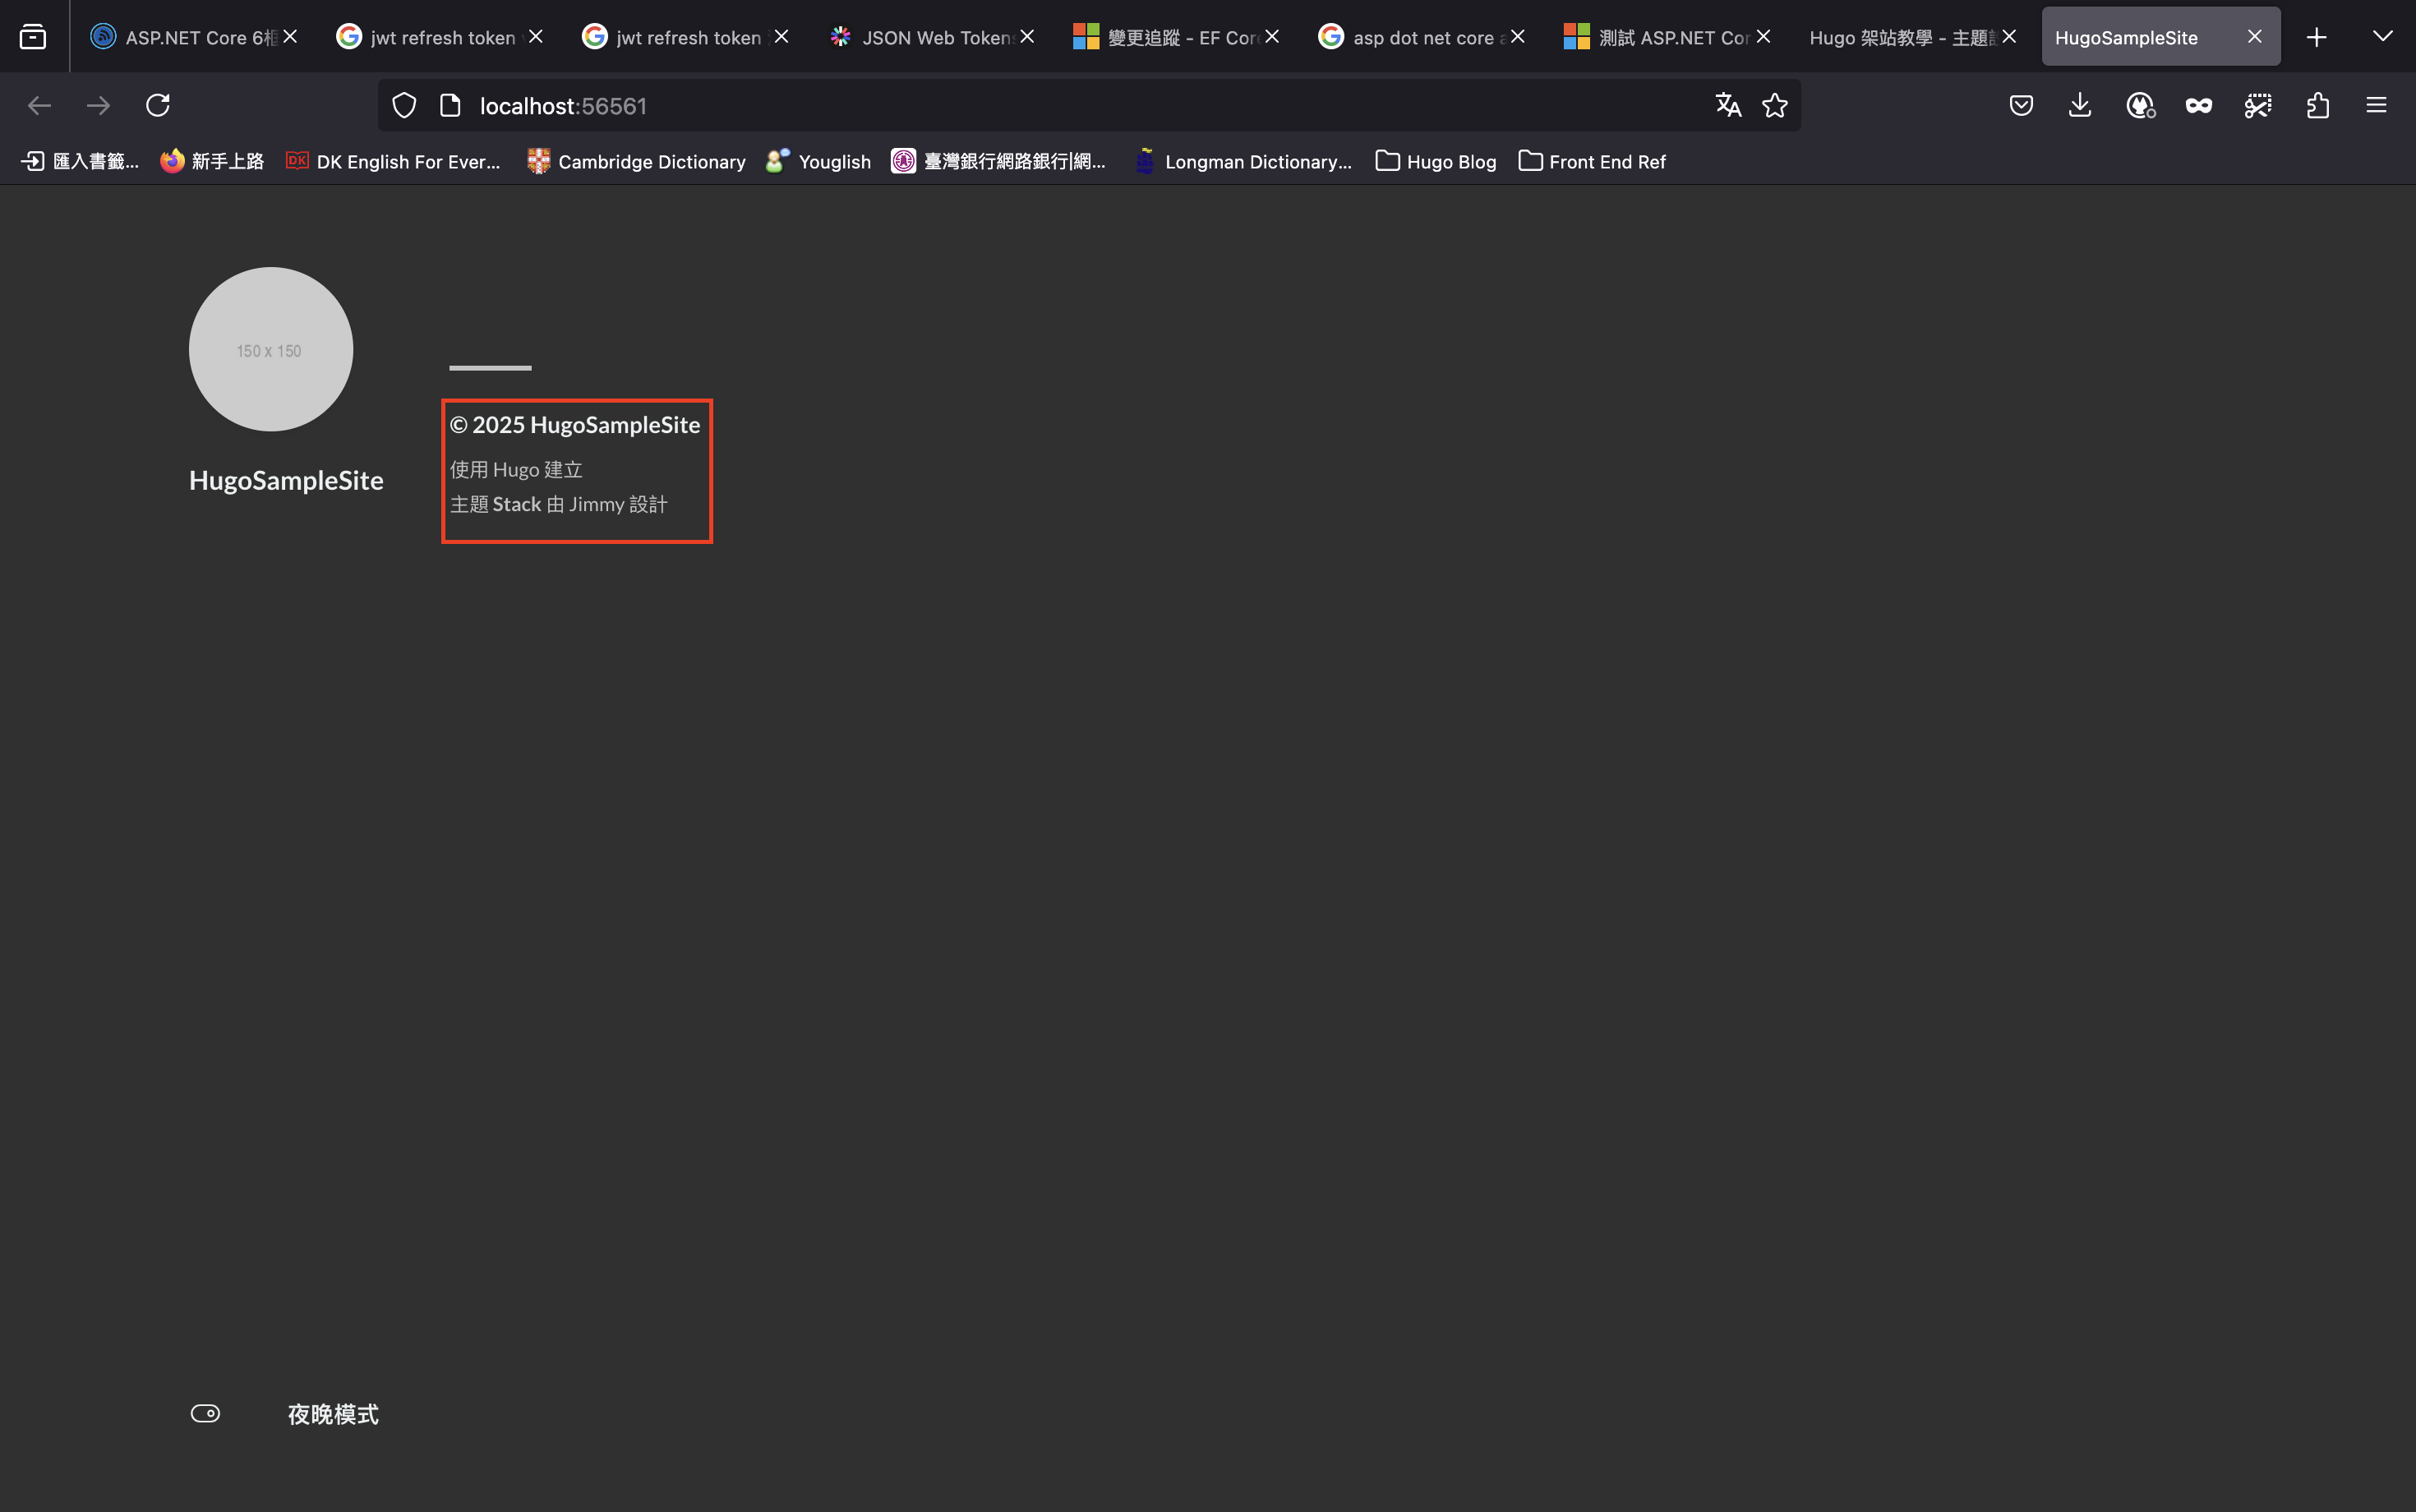 ASP.NET Core 6
jwt refresh token
jwt refresh token
JSON Web Token
變更追蹤 - EF Cor
asp dot net core
測試 ASP.NET Cor
Hugo 架站教學 - 主題
HugoSampleSite
localhost:56561
匯入書籤...
新手上路
DK English For Ever...
Cambridge Dictionary
Youglish
臺灣銀行網路銀行|網...
Longman Dictionary...
Hugo Blog
Front End Ref
150 x 150
HugoSampleSite
© 2025 HugoSampleSite
使用 Hugo 建立
主題 Stack 由 Jimmy 設計
夜晚模式